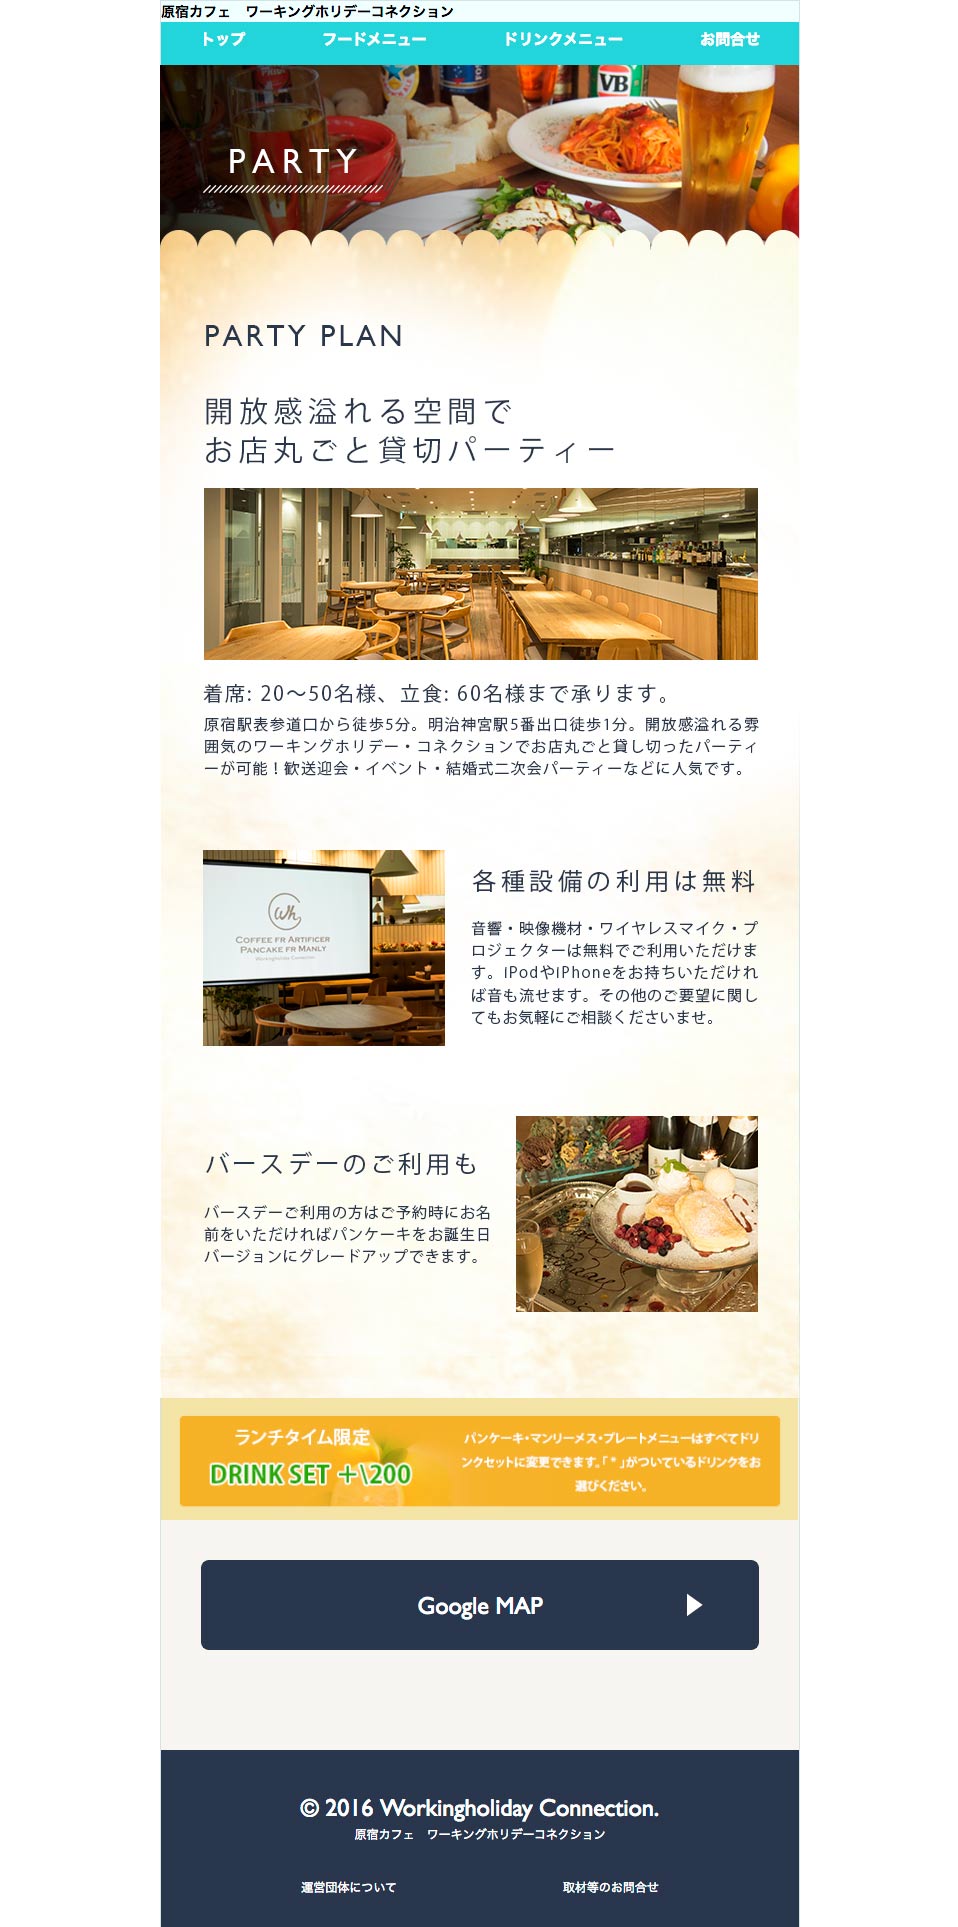 原宿カフェ　ワーキングホリデーコネクション
トップ
フードメニュー
ドリンクメニュー
お問合せ
VB
PARTY
PARTY PLAN
開放感溢れる空間で
お店丸ごと貸切パーティー
着席: 20〜50名様、立食: 60名様まで承ります。
原宿駅表参道口から徒歩5分。明治神宮駅5番出口徒歩1分。開放感溢れる雰
囲気のワーキングホリデー・コネクションでお店丸ごと貸し切ったパーティ
ーが可能！歓送迎会・イベント・結婚式二次会パーティーなどに人気です。
Wh
COFFEE FR ARTIFICER
PANCAKE FR MANLY
Workingholiday Connection
各種設備の利用は無料
音響・映像機材・ワイヤレスマイク・プ
ロジェクターは無料でご利用いただけま
す。iPodやiPhoneをお持ちいただけれ
ば音も流せます。その他のご要望に関し
てもお気軽にご相談くださいませ。
バースデーのご利用も
バースデーご利用の方はご予約時にお名
前をいただければパンケーキをお誕生日
バージョンにグレードアップできます。
ランチタイム限定
DRINK SET +\200
パンケーキ・マンリーメス・プレートメニューはすべてドリ
ンクセットに変更できます。「 * 」がついているドリンクをお
選びください。
Google MAP
© 2016 Workingholiday Connection.
原宿カフェ　ワーキングホリデーコネクション
運営団体について
取材等のお問合せ